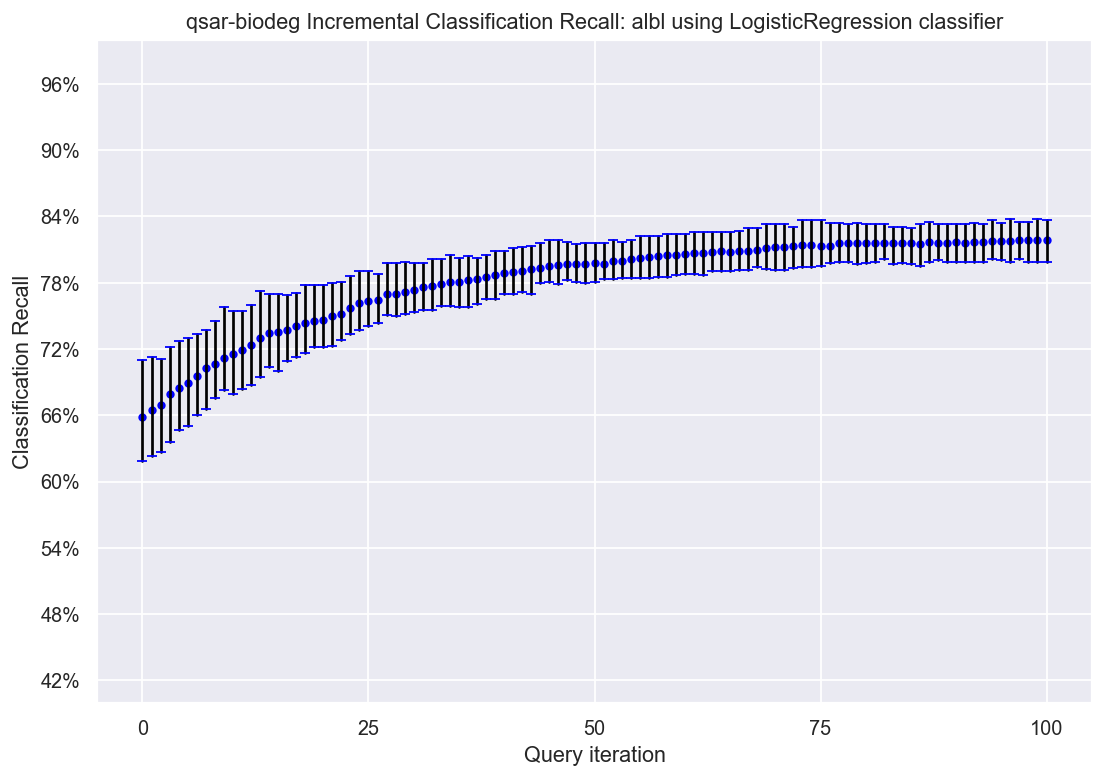 qsar-biodeg Incremental Classification Recall: albl using LogisticRegression classifier
96%
90%
84%
78%
72%
66%
60%
54%
48%
42%
Classification Recall
0 25 50 75 100
Query iteration